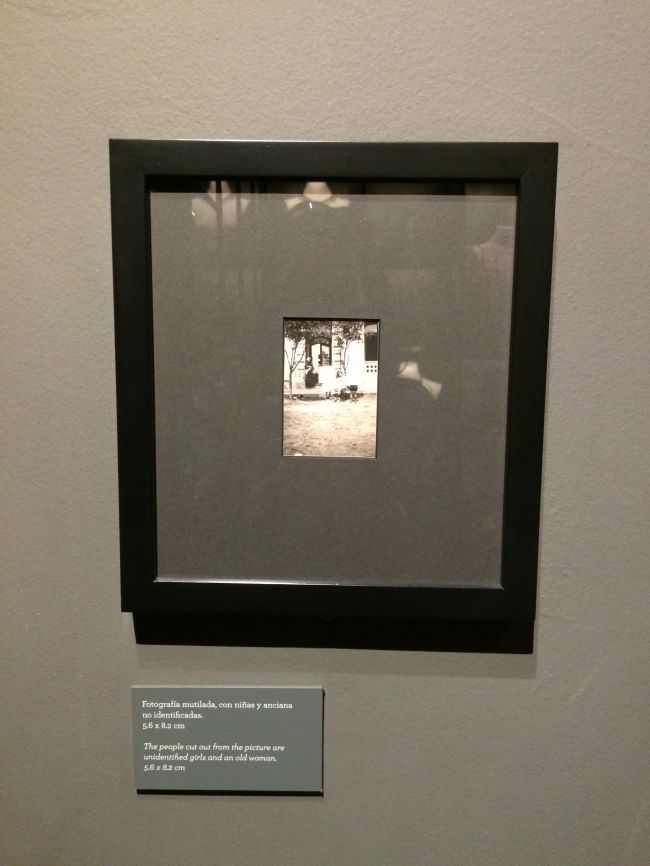 Fotografía mutilada, con niñas y anciana
no identificadas.
5.6 x 8.2 cm
The people cut out from the picture are
unidentified girls and an old woman.
5.6 x 8.2 cm